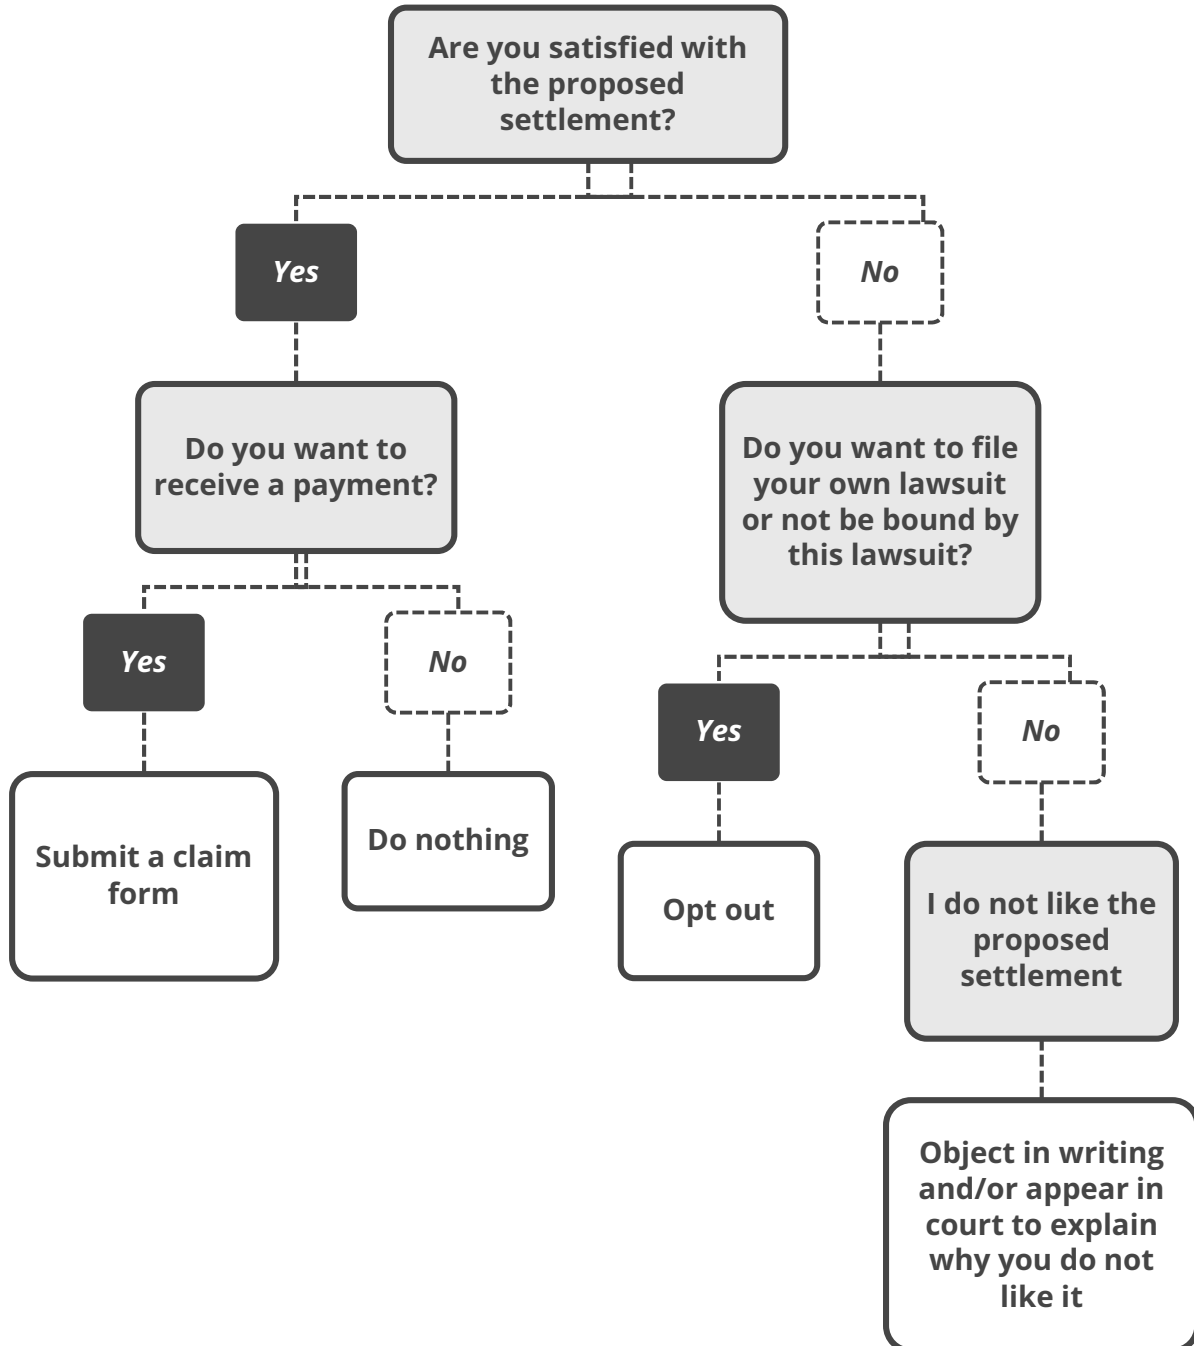 Are you satisfied with
the proposed
settlement?
Yes
No
Do you want to
receive a payment?
Do you want to file
your own lawsuit
or not be bound by
this lawsuit?
Yes
No
Yes
No
Submit a claim
form
Do nothing
Opt out
I do not like the
proposed
settlement
Object in writing
and/or appear in
court to explain
why you do not
like it